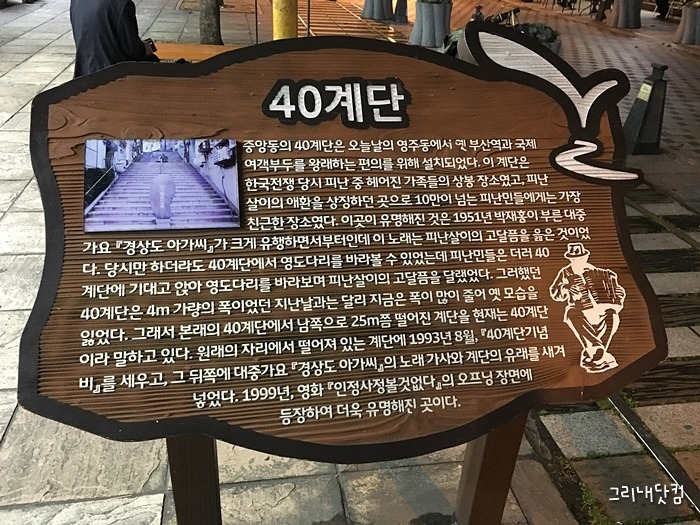 40계단
중앙동의 40계단은 오늘날의 영주동에서 옛 부산역과 국제
여객부두를 왕래하는 편의를 위해 설치되었다. 이 계단은
한국전쟁 당시 피난 중 헤어진 가족들의 상봉 장소였고, 피난
살이의 애환을 상징하던 곳으로 10만이 넘는 피난민들에게는 가장
친근한 장소였다. 이곳이 유명해진 것은 1951년 박재홍이 부른 대중
가요 『경상도 아가씨』가 크게 유행하면서부터인데 이 노래는 피난살이의 고달픔을 읊은 것이었
다. 당시만 하더라도 40계단에서 영도다리를 바라볼 수 있었는데 피난민들은 더러 40
계단에 기대고 앉아 영도다리를 바라보며 피난살이의 고달픔을 달랬었다. 그러했던
40계단은 4m 가량의 폭이었던 지난날과는 달리 지금은 폭이 많이 줄어 옛 모습을
잃었다. 그래서 본래의 40계단에서 남쪽으로 25m쯤 떨어진 계단을 현재는 40계단
이라 말하고 있다. 원래의 자리에서 떨어져 있는 계단에 1993년 8월, 『40계단기념
비』를 세우고, 그 뒤쪽에 대중가요 『경상도 아가씨』의 노래 가사와 계단의 유래를 새겨
넣었다. 1999년, 영화 『인정사정볼것없다』의 오프닝 장면에
등장하여 더욱 유명해진 곳이다.
그리내닷컴